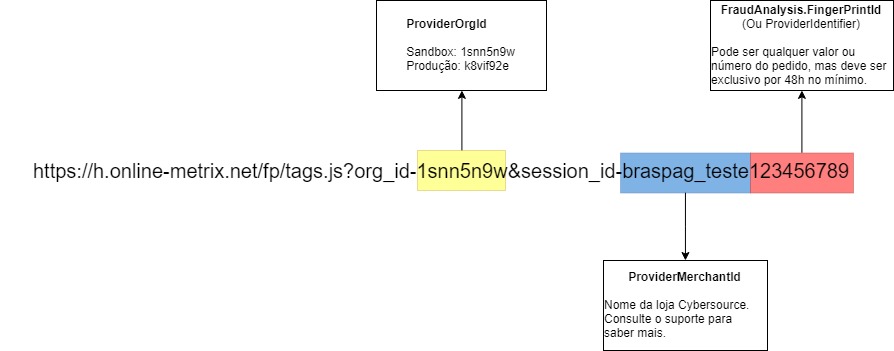 ProviderOrgId
Sandbox: 1snn5n9w
Produção: k8vif92e
FraudAnalysis.FingerPrintId
(Ou ProviderIdentifier)
Pode ser qualquer valor ou
número do pedido, mas deve ser
exclusivo por 48h no mínimo.
https://h.online-metrix.net/fp/tags.js?org_id-1snn5n9w&session_id-braspag_teste123456789
ProviderMerchantId
Nome da loja Cybersource.
Consulte o suporte para
saber mais.